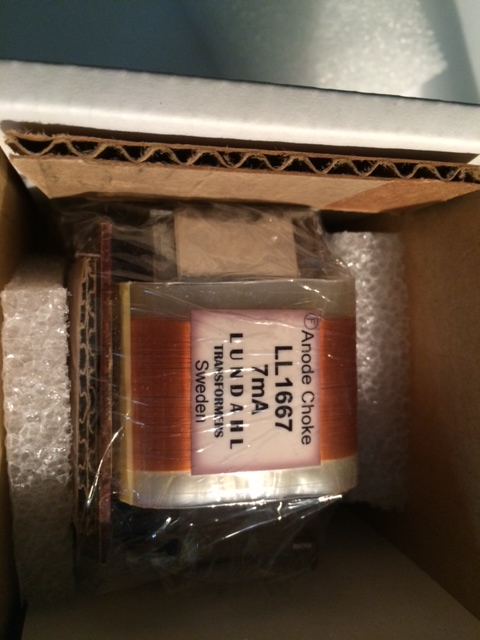 Anode Choke
LL1667
7mA
LUNDAHL
TRANSFORMERS
Sweden